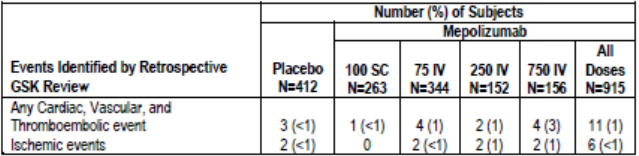 Number (%) of Subjects
Mepolizumab
Events Identified by Retrospective GSK Review Placebo N=412 100 SC N=263 75 IV N=344 250 IV N=152 750 IV N=156 All Doses N=915
Any Cardiac, Vascular, and
Thromboembolic event 3 (<1) 1 (<1) 4 (1) 2 (1) 4 (3) 11 (1)
Ischemic events 2 (<1) 0 2 (<1) 2 (1) 2 (1) 6 (<1)